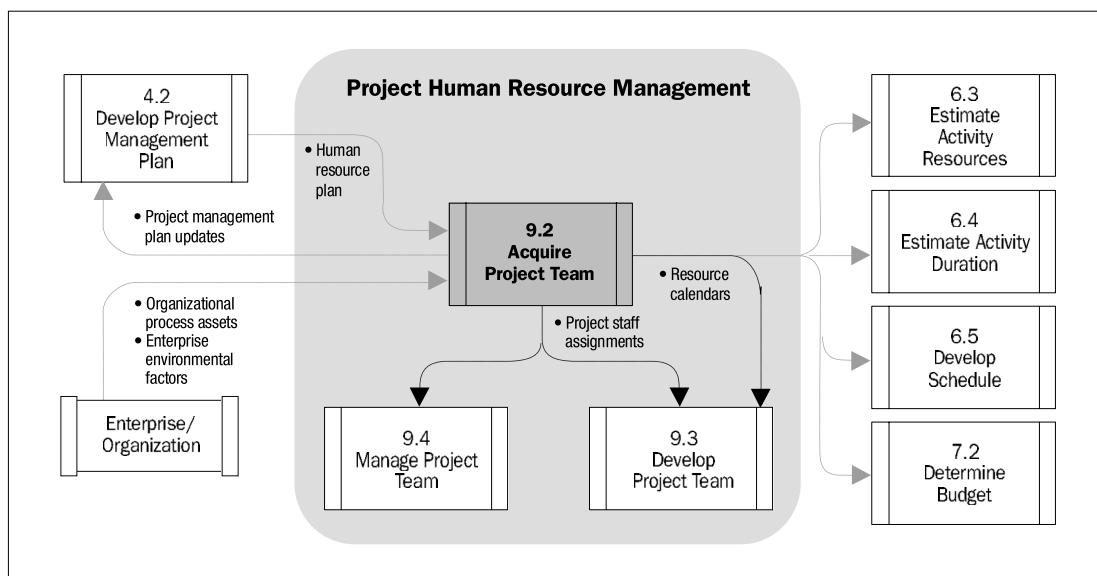 Project Human Resource Management
4.2
Develop Project
Management
Plan
• Human
resource
plan
• Project management
plan updates
9.2
Acquire
Project Team
• Organizational
process assets
• Enterprise
environmental
factors
Enterprise/
Organization
• Resource
calendars
• Project staff
assignments
9.4
Manage Project
Team
9.3
Develop
Project Team
6.3
Estimate
Activity
Resources
6.4
Estimate Activity
Duration
6.5
Develop
Schedule
7.2
Determine
Budget